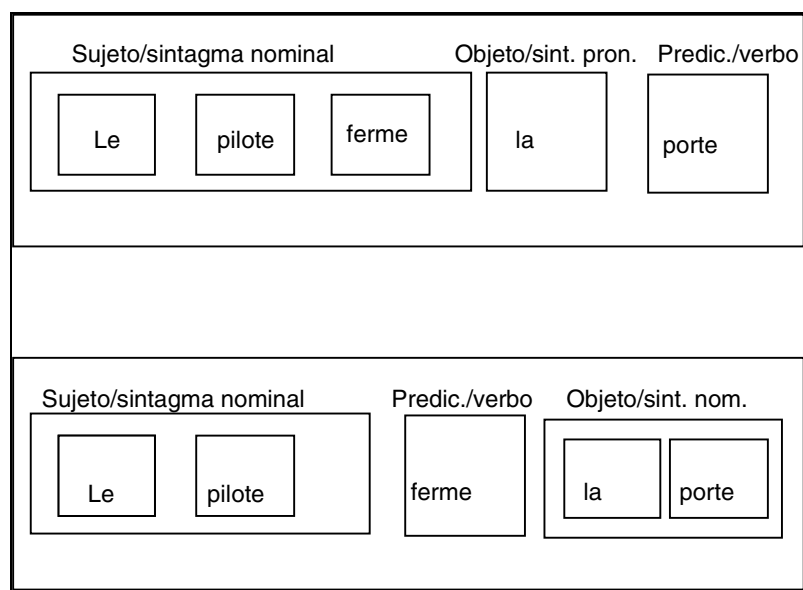 Sujeto/sintagma nominal Objeto/sint. pron. Predic./verbo
Le pilote ferme la porte
Sujeto/sintagma nominal Predic./verbo Objeto/sint. nom.
Le pilote ferme la porte